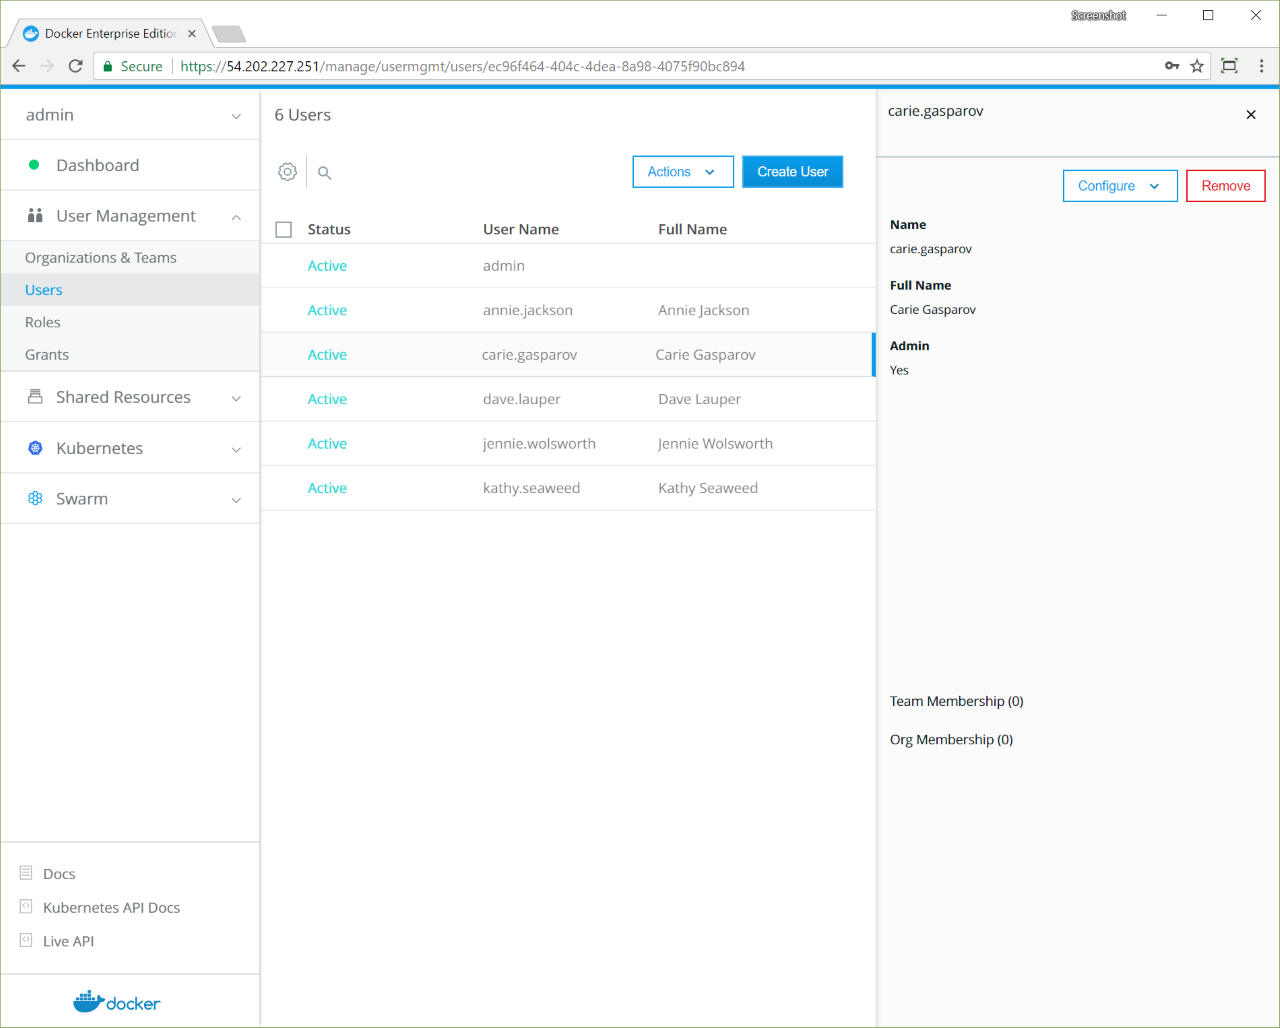 Screenshot
Docker Enterprise Edition
Secure https://54.202.227.251/manage/usermgmt/users/ec96f464-404c-4dea-8a98-4075f90bc894
admin
Dashboard
User Management
Organizations & Teams
Users
Roles
Grants
Shared Resources
Kubernetes
Swarm
Docs
Kubernetes API Docs
Live API
docker
6 Users
Actions Create User
Status User Name Full Name
Active admin
Active annie.jackson Annie Jackson
Active carie.gasparov Carie Gasparov
Active dave.lauper Dave Lauper
Active jennie.wolsworth Jennie Wolsworth
Active kathy.seaweed Kathy Seaweed
carie.gasparov
Configure Remove
Name
carie.gasparov
Full Name
Carie Gasparov
Admin
Yes
Team Membership (0)
Org Membership (0)